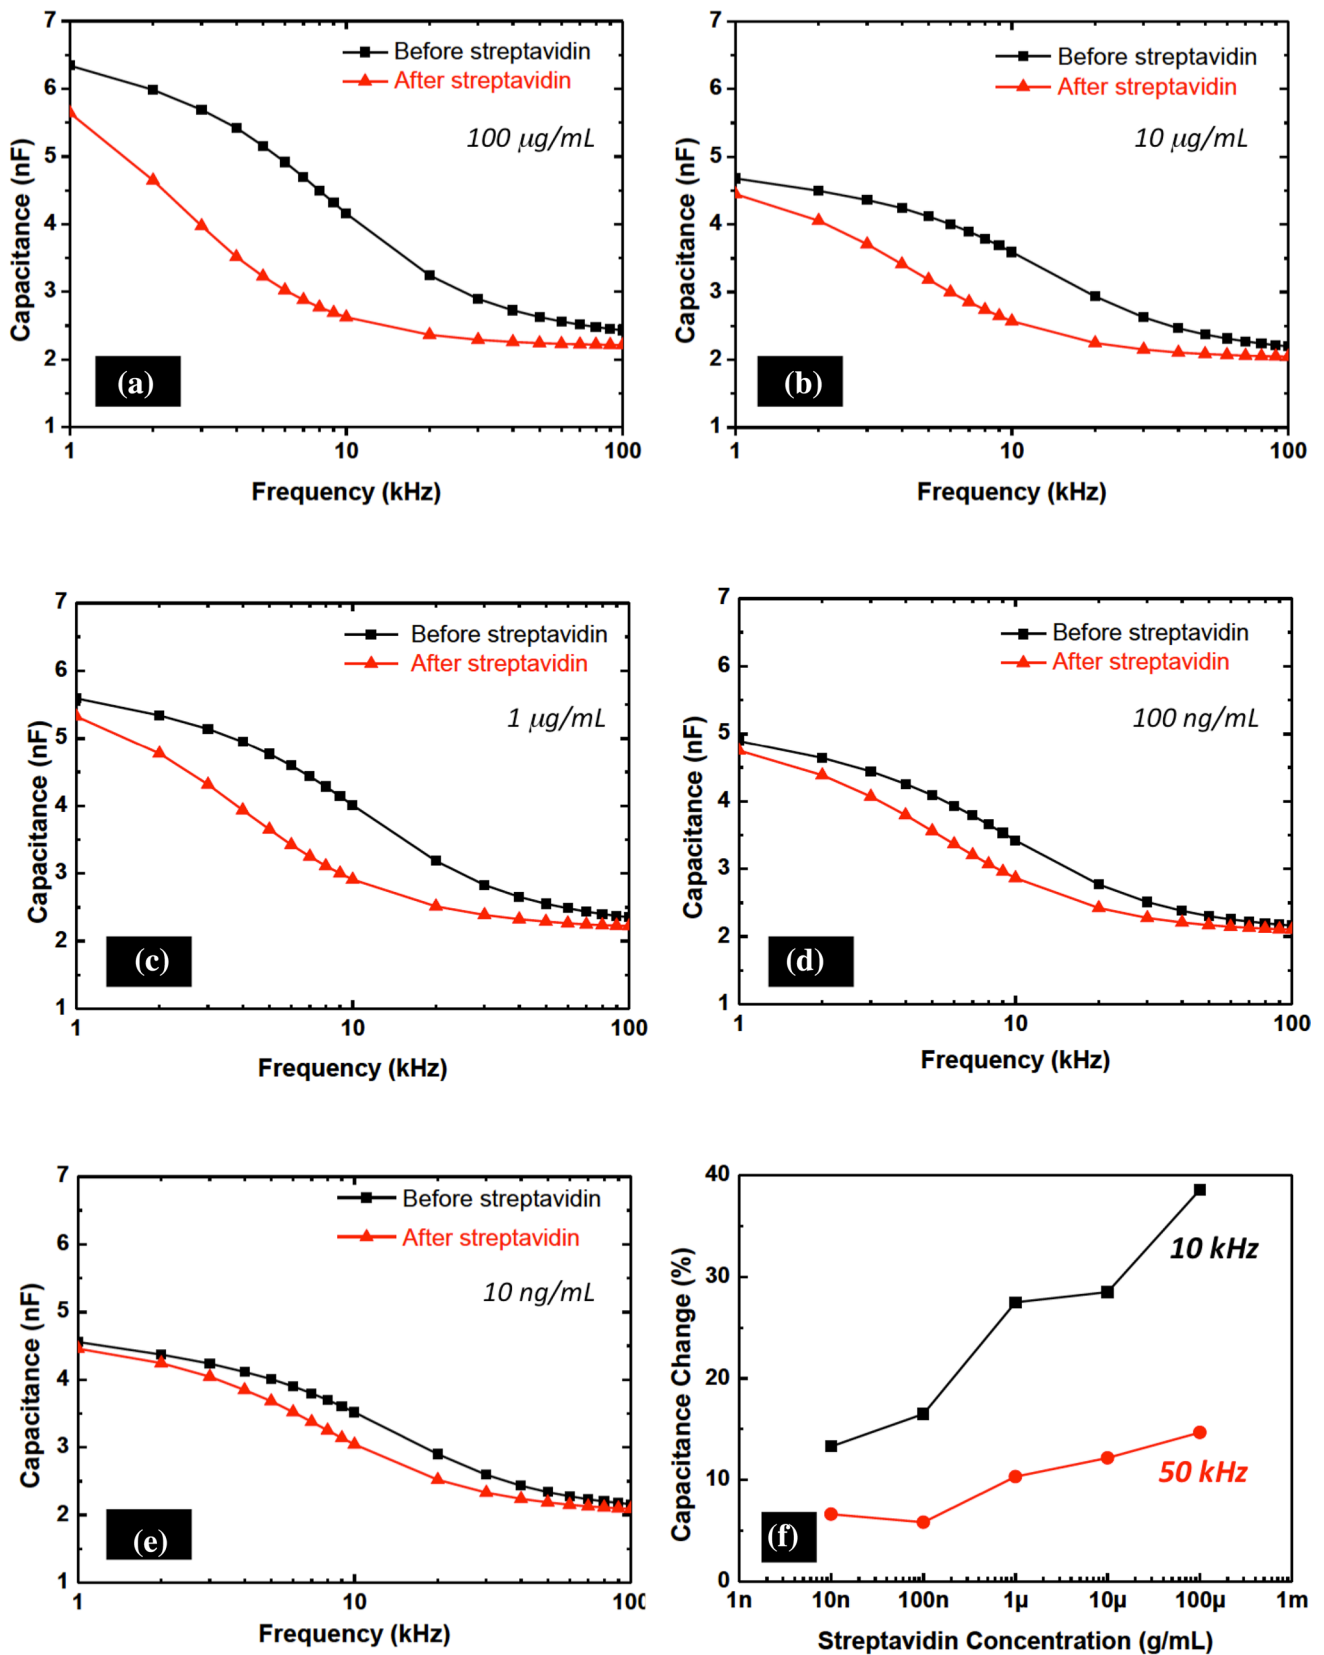 7
6
5
4
3
2
1
Capacitance (nF)
Before streptavidin
After streptavidin
100 μg/mL
(a)
1
10
100
Frequency (kHz)
7
6
5
4
3
2
1
Capacitance (nF)
Before streptavidin
After streptavidin
10 μg/mL
(b)
1
10
100
Frequency (kHz)
7
6
5
4
3
2
1
Capacitance (nF)
Before streptavidin
After streptavidin
1 μg/mL
(c)
1
10
100
Frequency (kHz)
7
6
5
4
3
2
1
Capacitance (nF)
Before streptavidin
After streptavidin
100 ng/mL
(d)
1
10
100
Frequency (kHz)
7
6
5
4
3
2
1
Capacitance (nF)
Before streptavidin
After streptavidin
10 ng/mL
(e)
1
10
Frequency (kHz)
40
30
20
10
0
Capacitance Change (%)
10 kHz
50 kHz
(f)
1n
10n
100n
1μ
10μ
100μ
1m
Streptavidin Concentration (g/mL)